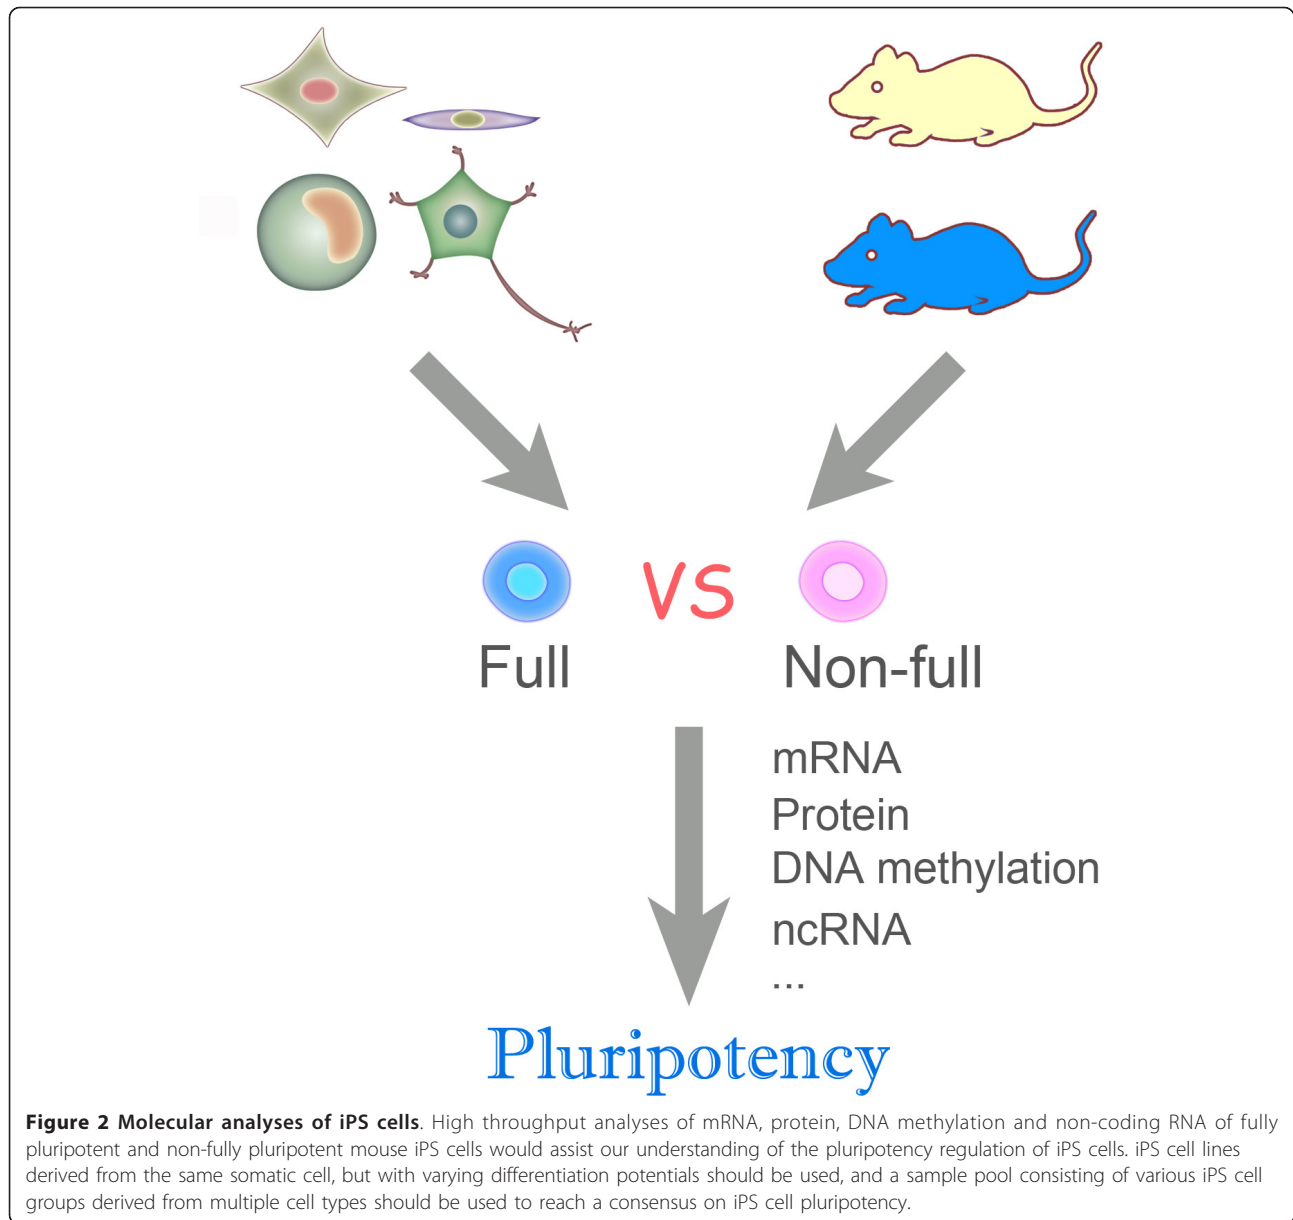 VS
Full
Non-full
mRNA
Protein
DNA methylation
ncRNA
...
Pluripotency
Figure 2 Molecular analyses of iPS cells. High throughput analyses of mRNA, protein, DNA methylation and non-coding RNA of fully
pluripotent and non-fully pluripotent mouse iPS cells would assist our understanding of the pluripotency regulation of iPS cells. iPS cell lines
derived from the same somatic cell, but with varying differentiation potentials should be used, and a sample pool consisting of various iPS cell
groups derived from multiple cell types should be used to reach a consensus on iPS cell pluripotency.